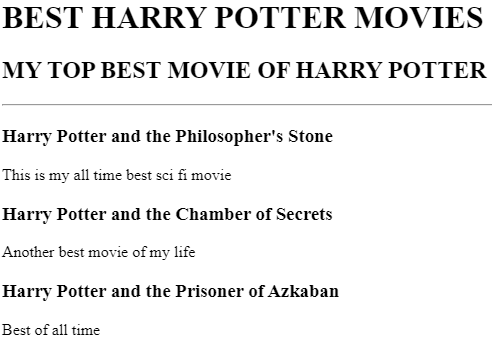 BEST HARRY POTTER MOVIES
MY TOP BEST MOVIE OF HARRY POTTER
Harry Potter and the Philosopher's Stone
This is my all time best sci fi movie
Harry Potter and the Chamber of Secrets
Another best movie of my life
Harry Potter and the Prisoner of Azkaban
Best of all time